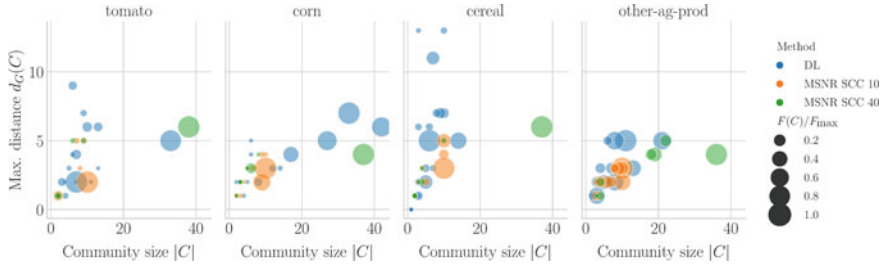 tomato corn cereal other-ag-prod
Max. distance d_G(C)
10
5
0
0 20 40 0 20 40 0 20 40 0 20 40
Community size |C| Community size |C| Community size |C| Community size |C|
Method
DL
MSNR SCC 10
MSNR SCC 40
F(C)/F_max
0.2
0.4
0.6
0.8
1.0